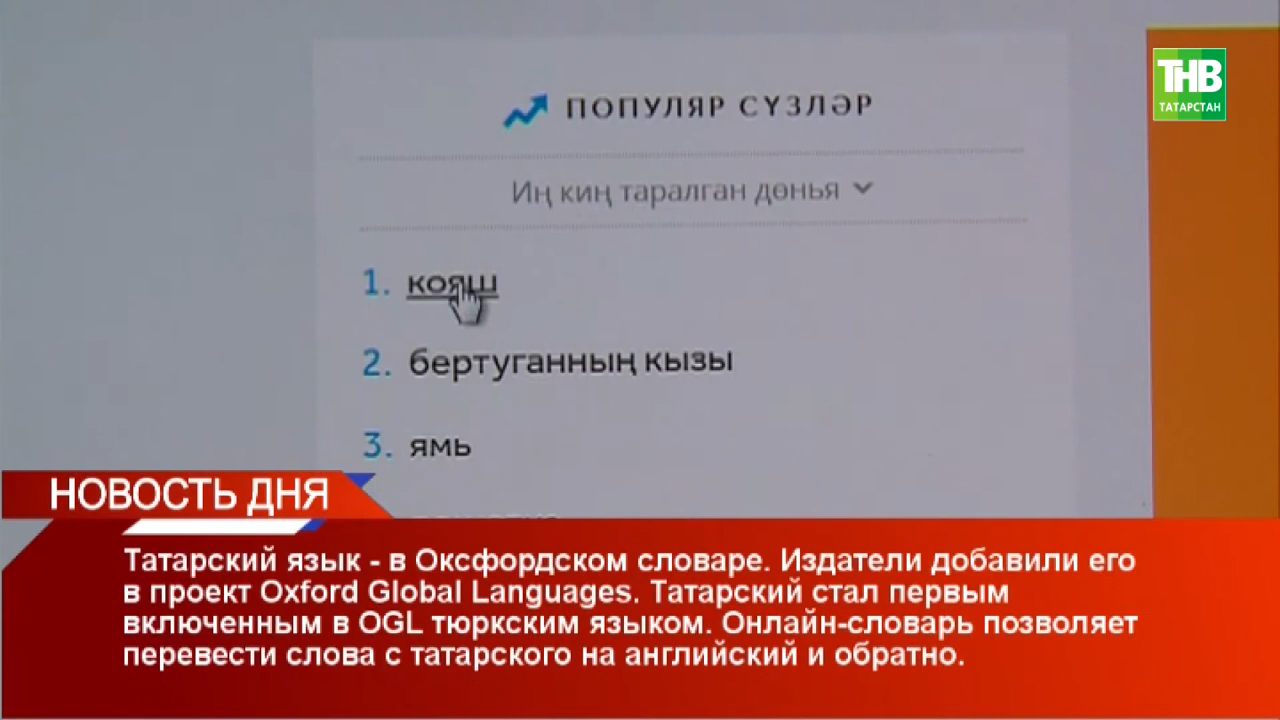 ТНВ
ТАТАРСТАН
ПОПУЛЯР СҮЗЛӘР
Иң киң таралган дөнья
1. кояш
2. бертуганның кызы
3. ямь
НОВОСТЬ ДНЯ
Татарский язык - в Оксфордском словаре. Издатели добавили его
в проект Oxford Global Languages. Татарский стал первым
включенным в OGL тюркским языком. Онлайн-словарь позволяет
перевести слова с татарского на английский и обратно.